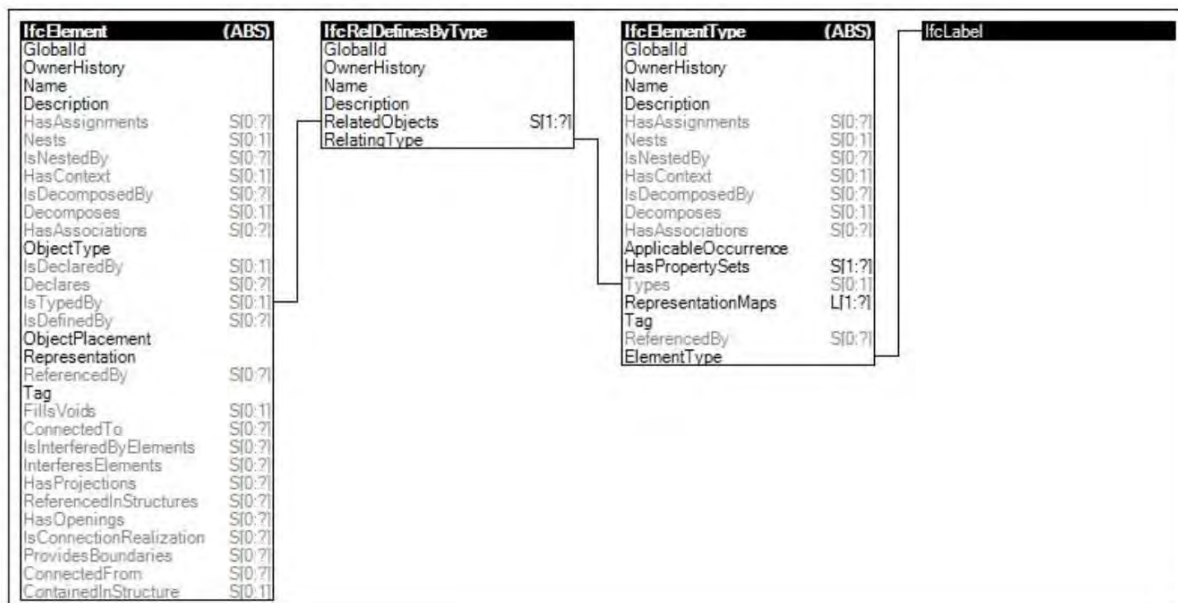 IfcElement (ABS)
GlobalId
OwnerHistory
Name
Description
HasAssignments S[0:?]
Nests S[0:1]
IsNestedBy S[0:?]
HasContext S[0:1]
IsDecomposedBy S[0:?]
Decomposes S[0:1]
HasAssociations S[0:?]
ObjectType
IsDeclaredBy S[0:1]
Declares S[0:?]
IsTypedBy S[0:1]
IsDefinedBy S[0:?]
ObjectPlacement
Representation
ReferencedBy S[0:?]
Tag
FillsVoids S[0:1]
ConnectedTo S[0:?]
IsInterferedByElements S[0:?]
InterferesElements S[0:?]
HasProjections S[0:?]
ReferencedInStructures S[0:?]
HasOpenings S[0:?]
IsConnectionRealization S[0:?]
ProvidesBoundaries S[0:?]
ConnectedFrom S[0:?]
ContainedInStructure S[0:1]
IfcRelDefinesByType
GlobalId
OwnerHistory
Name
Description
RelatedObjects S[1:?]
RelatingType
IfcElementType (ABS)
GlobalId
OwnerHistory
Name
Description
HasAssignments S[0:?]
Nests S[0:1]
IsNestedBy S[0:?]
HasContext S[0:1]
IsDecomposedBy S[0:?]
Decomposes S[0:1]
HasAssociations S[0:?]
ApplicableOccurrence
HasPropertySets S[1:?]
Types S[0:1]
RepresentationMaps L[1:?]
Tag
ReferencedBy S[0:?]
ElementType
IfcLabel